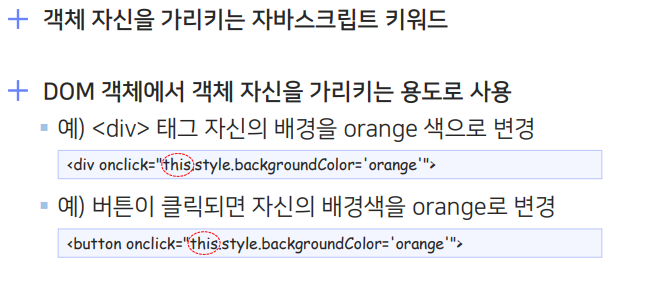 객체 자신을 가리키는 자바스크립트 키워드
DOM 객체에서 객체 자신을 가리키는 용도로 사용
예) <div> 태그 자신의 배경을 orange 색으로 변경
<div onclick="this.style.backgroundColor='orange'">
예) 버튼이 클릭되면 자신의 배경색을 orange로 변경
<button onclick="this.style.backgroundColor='orange'">